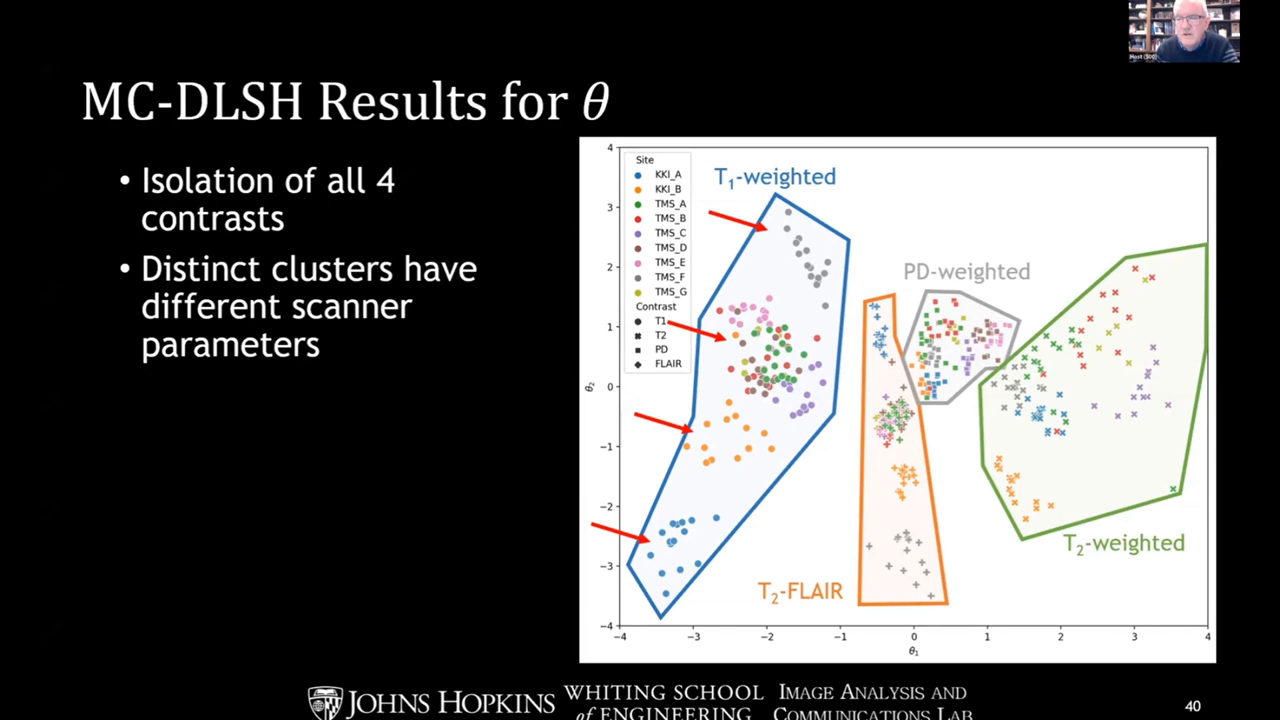 Host (500)
MC-DLSH Results for θ
• Isolation of all 4
contrasts
• Distinct clusters have
different scanner
parameters
Site
KKI_A
KKI_B
TMS_A
TMS_B
TMS_C
TMS_D
TMS_E
TMS_F
TMS_G
Contrast
T1
T2
PD
FLAIR
T1-weighted
PD-weighted
T2-FLAIR
T2-weighted
4
3
2
1
0
−1
−2
−3
−4
θ2
−4 −3 −2 −1 0 1 2 3 4
θ1
JOHNS HOPKINS
WHITING SCHOOL
of ENGINEERING
IMAGE ANALYSIS AND
COMMUNICATIONS LAB
40